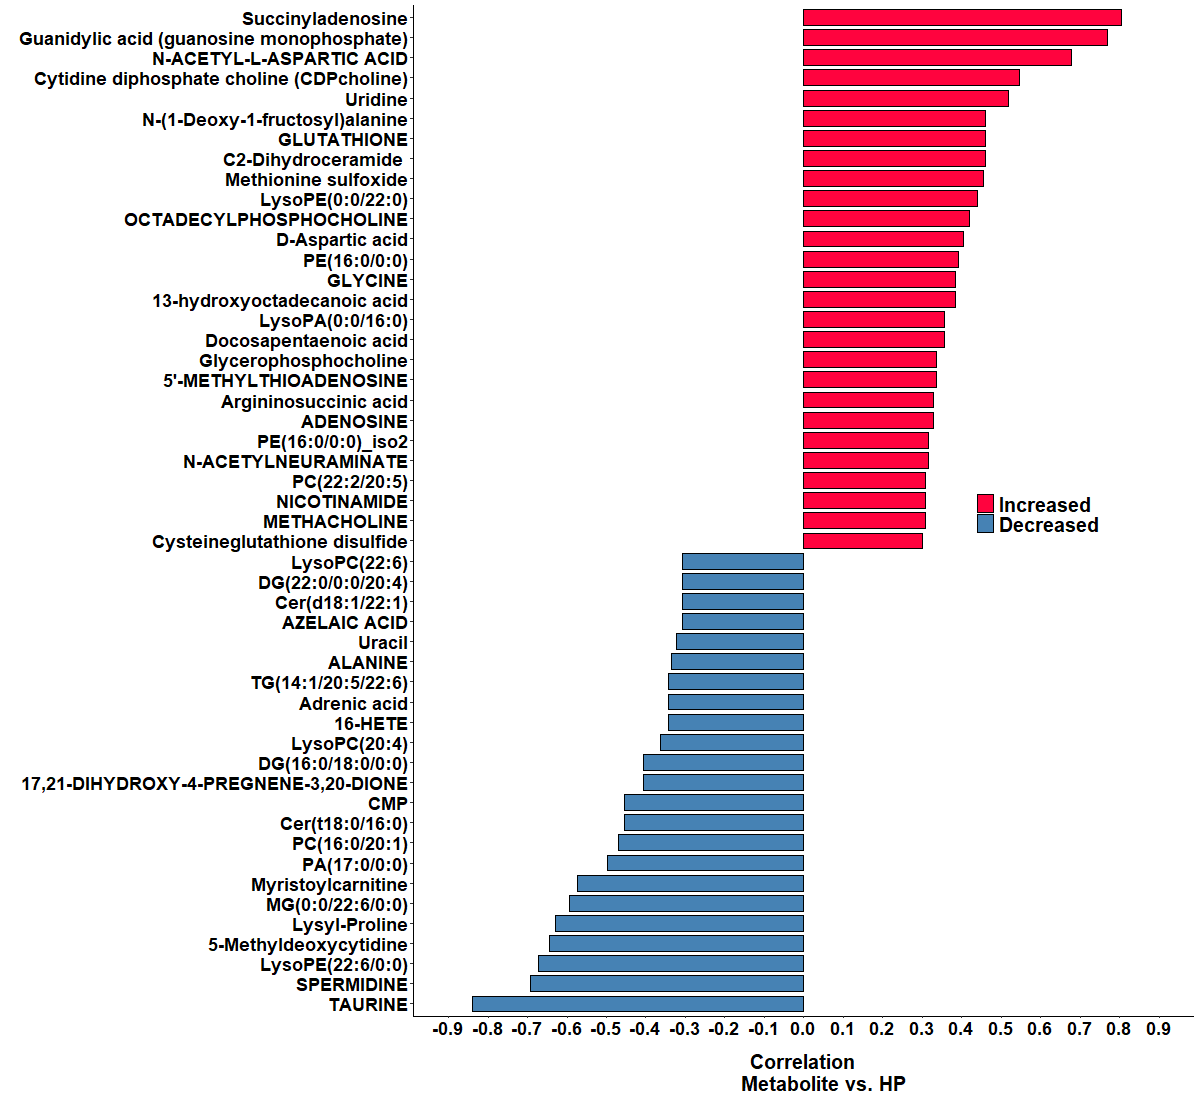 Succinyladenosine
Guanidylic acid (guanosine monophosphate)
N-ACETYL-L-ASPARTIC ACID
Cytidine diphosphate choline (CDPcholine)
Uridine
N-(1-Deoxy-1-fructosyl)alanine
GLUTATHIONE
C2-Dihydroceramide
Methionine sulfoxide
LysoPE(0:0/22:0)
OCTADECYLPHOSPHOCHOLINE
D-Aspartic acid
PE(16:0/0:0)
GLYCINE
13-hydroxyoctadecanoic acid
LysoPA(0:0/16:0)
Docosapentaenoic acid
Glycerophosphocholine
5'-METHYLTHIOADENOSINE
Argininosuccinic acid
ADENOSINE
PE(16:0/0:0)_iso2
N-ACETYLNEURAMINATE
PC(22:2/20:5)
NICOTINAMIDE
METHACHOLINE
Cysteineglutathione disulfide
LysoPC(22:6)
DG(22:0/0:0/20:4)
Cer(d18:1/22:1)
AZELAIC ACID
Uracil
ALANINE
TG(14:1/20:5/22:6)
Adrenic acid
16-HETE
LysoPC(20:4)
DG(16:0/18:0/0:0)
17,21-DIHYDROXY-4-PREGNENE-3,20-DIONE
CMP
Cer(t18:0/16:0)
PC(16:0/20:1)
PA(17:0/0:0)
Myristoylcarnitine
MG(0:0/22:6/0:0)
Lysyl-Proline
5-Methyldeoxycytidine
LysoPE(22:6/0:0)
SPERMIDINE
TAURINE
Increased
Decreased
-0.9 -0.8 -0.7 -0.6 -0.5 -0.4 -0.3 -0.2 -0.1 0.0 0.1 0.2 0.3 0.4 0.5 0.6 0.7 0.8 0.9
Correlation
Metabolite vs. HP